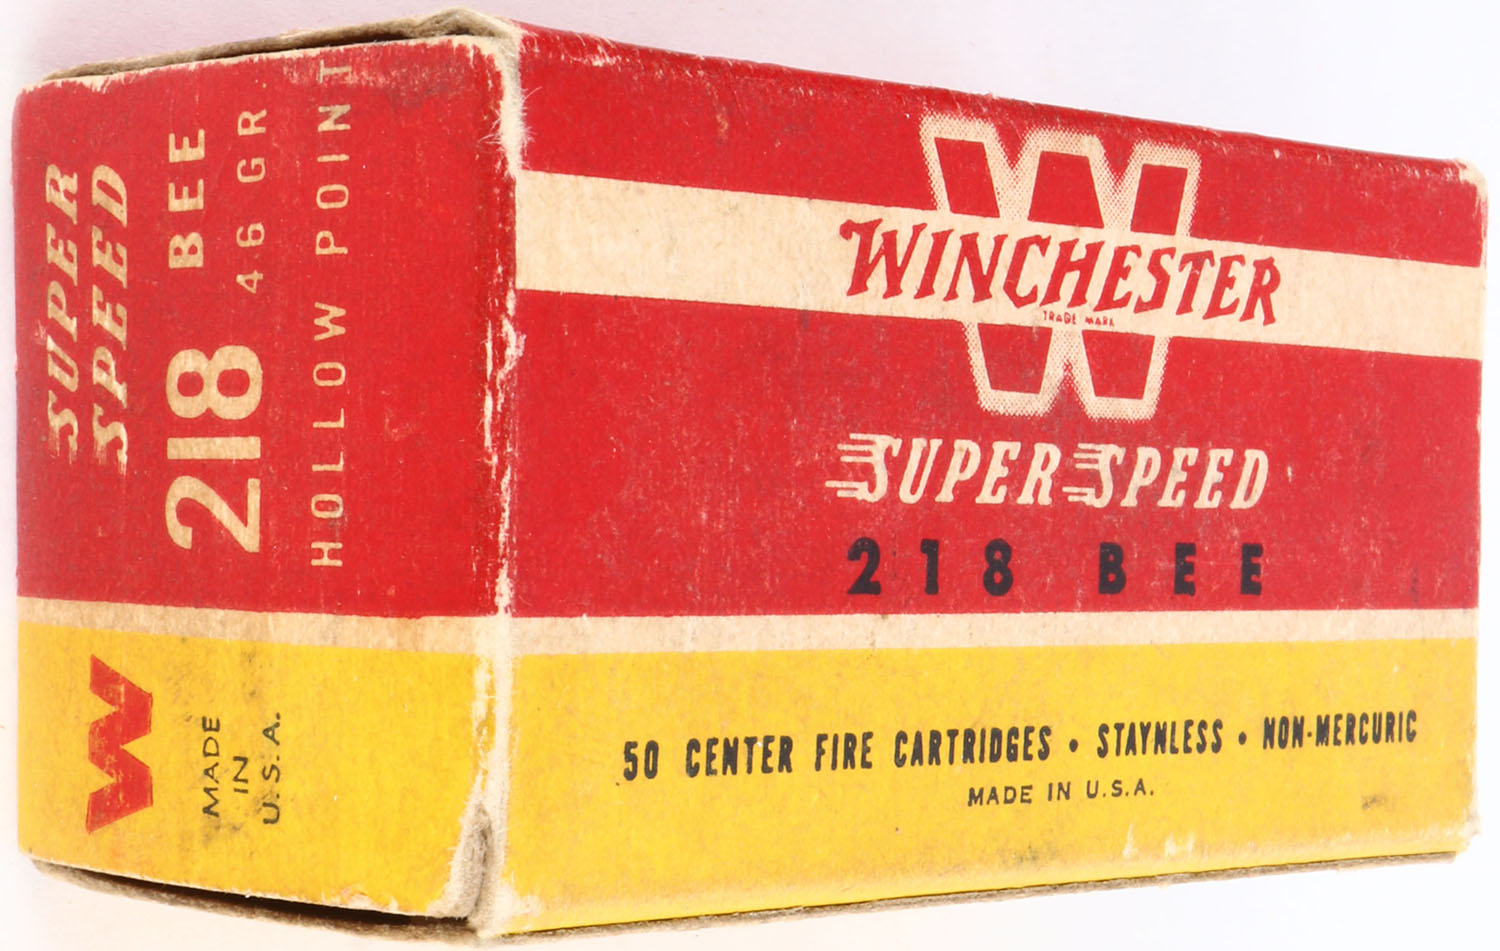 SUPER
SPEED
218 BEE
46 GR.
HOLLOW POINT
W
MADE
IN
U.S.A.
W
WINCHESTER
TRADE MARK
SUPER SPEED
218 BEE
50 CENTER FIRE CARTRIDGES • STAYNLESS • NON-MERCURIC
MADE IN U.S.A.